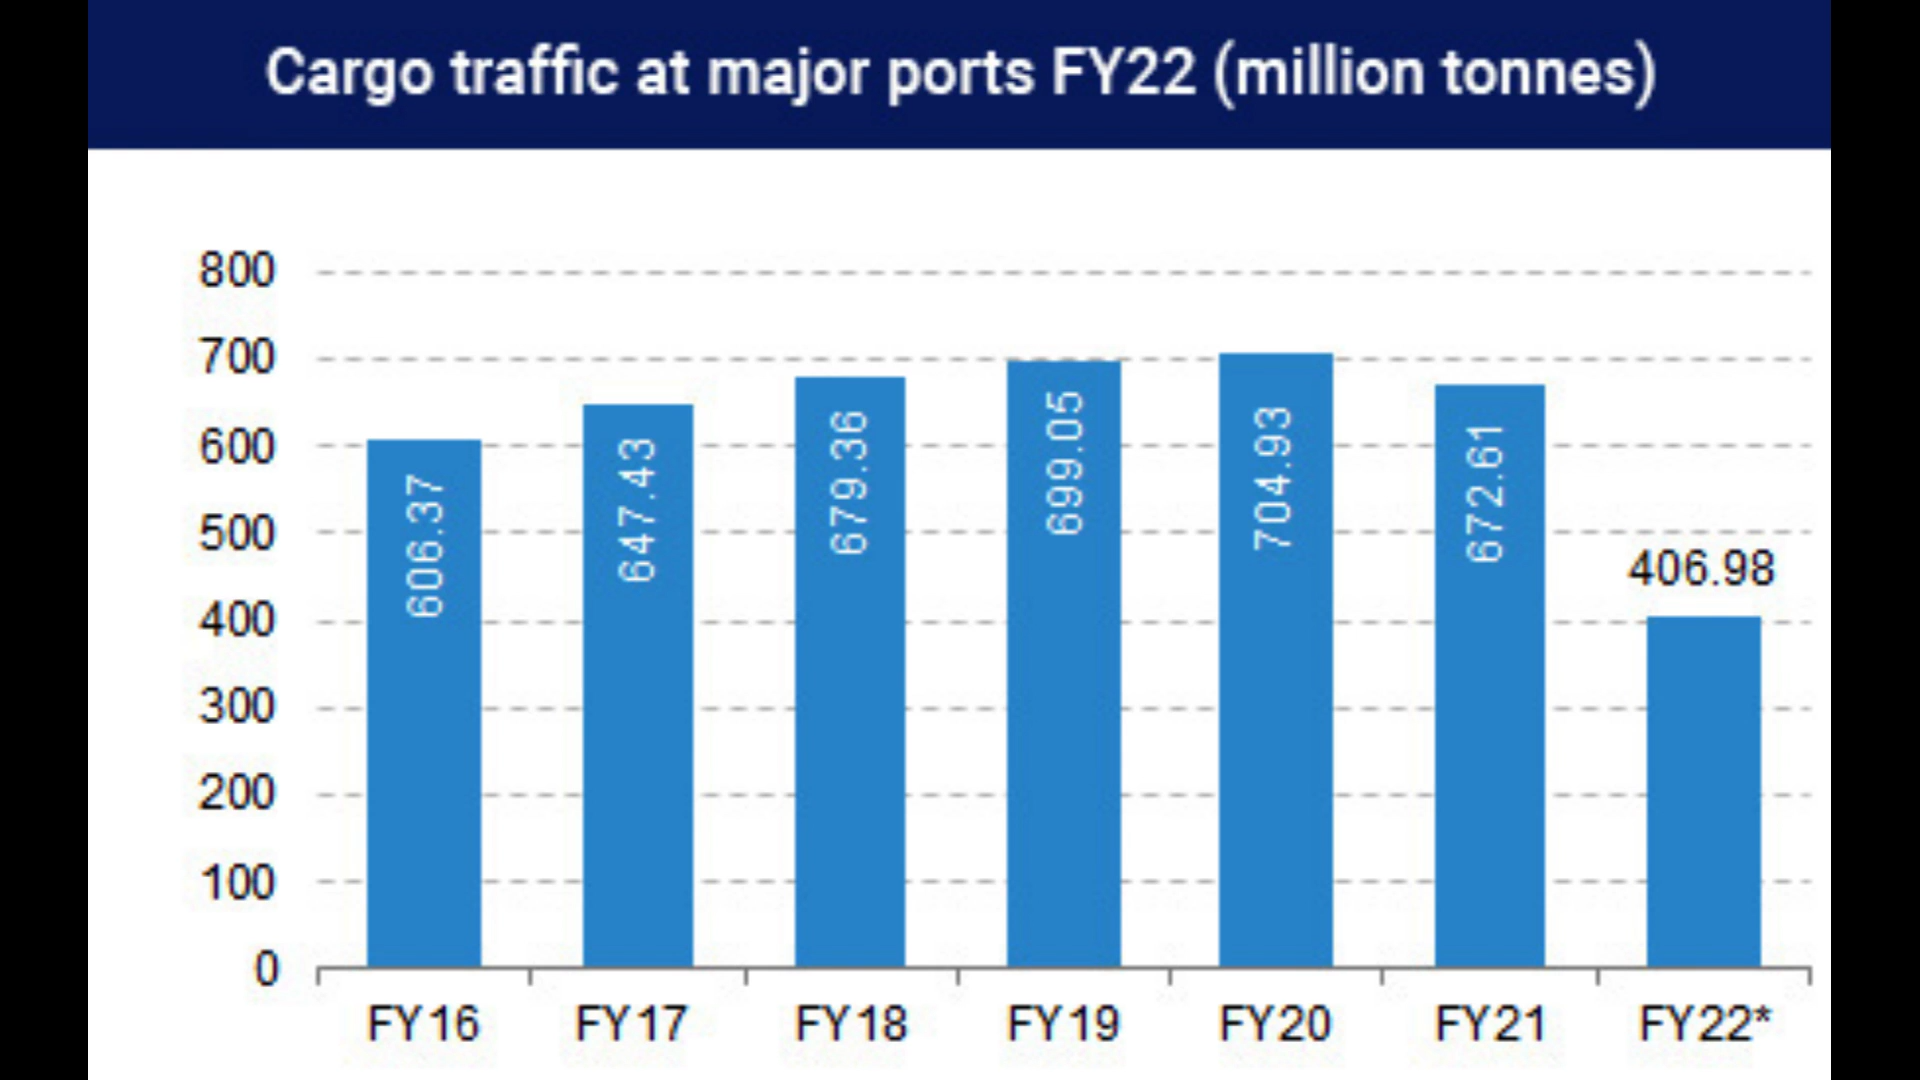 Cargo traffic at major ports FY22 (million tonnes)
800
700
600
500
400
300
200
100
0
606.37
647.43
679.36
699.05
704.93
672.61
406.98
FY16
FY17
FY18
FY19
FY20
FY21
FY22*